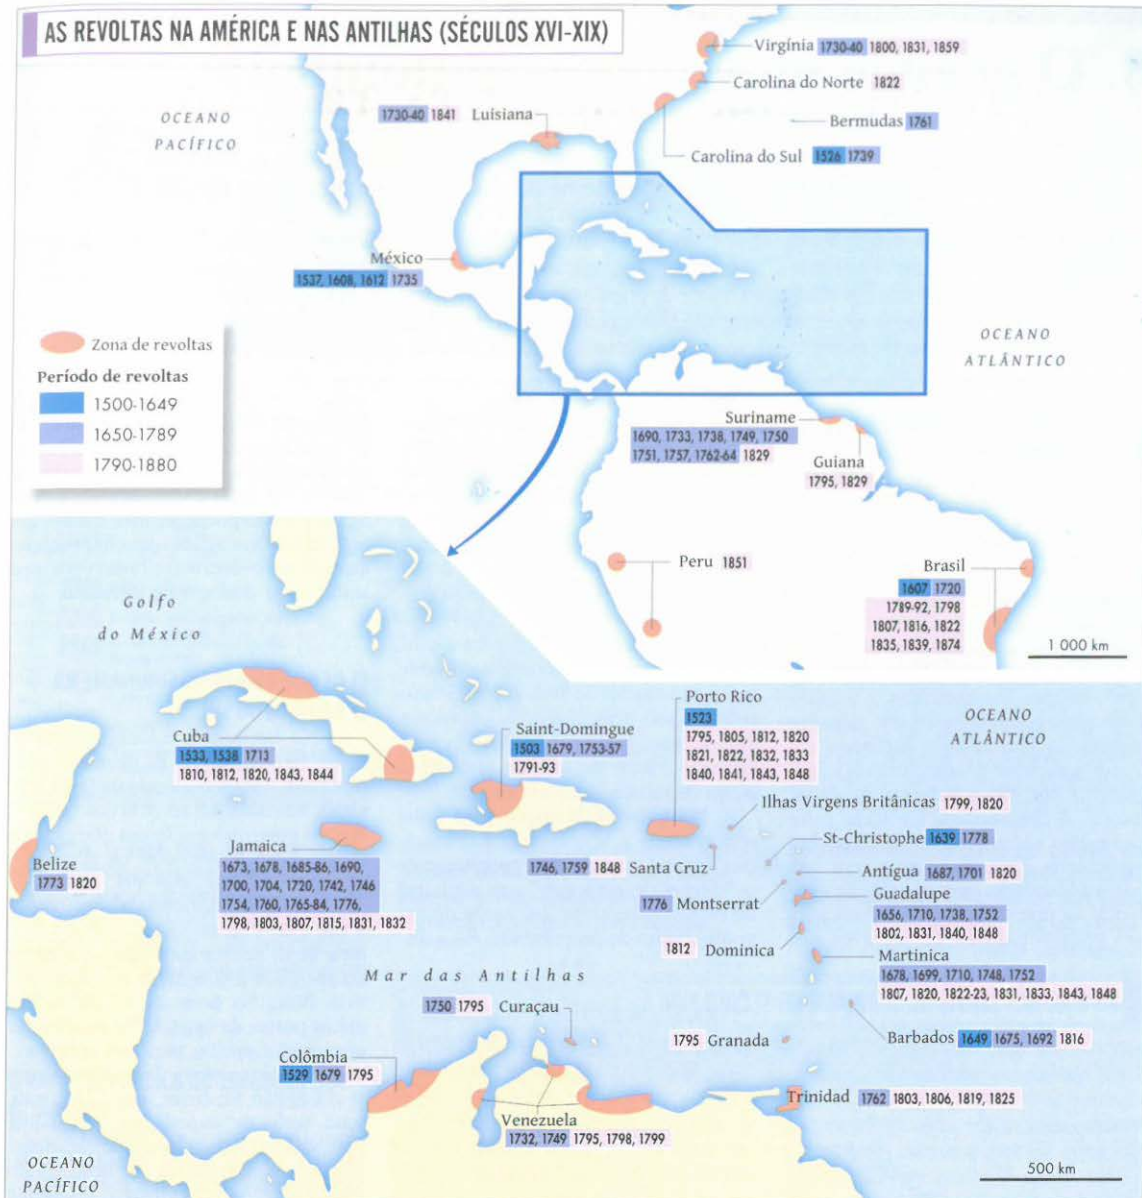 AS REVOLTAS NA AMÉRICA E NAS ANTILHAS (SÉCULOS XVI-XIX)
OCEANO
PACÍFICO
Virgínia 1730-40 1800, 1831, 1859
Carolina do Norte 1822
1730-40 1841 Luisiana
Bermudas 1761
Carolina do Sul 1526 1739
México
1537, 1608, 1612 1735
OCEANO
ATLÂNTICO
Zona de revoltas
Período de revoltas
1500-1649
1650-1789
1790-1880
Suriname
1690, 1733, 1738, 1749, 1750
1751, 1757, 1762-64 1829
Guiana
1795, 1829
Peru 1851
Brasil
1607 1720
1789-92, 1798
1807, 1816, 1822
1835, 1839, 1874
1 000 km
Golfo
do México
Cuba
1533, 1538 1713
1810, 1812, 1820, 1843, 1844
Saint-Domingue
1503 1679, 1753-57
1791-93
Porto Rico
1523
1795, 1805, 1812, 1820
1821, 1822, 1832, 1833
1840, 1841, 1843, 1848
OCEANO
ATLÂNTICO
Ilhas Virgens Britânicas 1799, 1820
St-Christophe 1639 1778
Belize
1773 1820
Jamaica
1673, 1678, 1685-86, 1690,
1700, 1704, 1720, 1742, 1746
1754, 1760, 1765-84, 1776,
1798, 1803, 1807, 1815, 1831, 1832
1746, 1759 1848 Santa Cruz
Antígua 1687, 1701 1820
1776 Montserrat
Guadalupe
1656, 1710, 1738, 1752
1802, 1831, 1840, 1848
1812 Dominica
Martinica
1678, 1699, 1710, 1748, 1752
1807, 1820, 1822-23, 1831, 1833, 1843, 1848
Mar das Antilhas
1750 1795 Curaçau
1795 Granada
Barbados 1649 1675, 1692 1816
Colômbia
1529 1679 1795
Venezuela
1732, 1749 1795, 1798, 1799
Trinidad 1762 1803, 1806, 1819, 1825
OCEANO
PACÍFICO
500 km